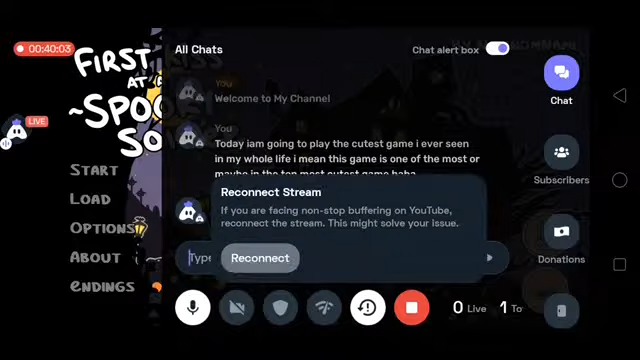 00:40:03
FIRST KISS
AT A
~SPOO
SO
LIVE
START
LOAD
OPTIONS
ABOUT
ENDINGS
All Chats
Chat alert box
You
Welcome to My Channel
You
Today iam going to play the cutest game i ever seen
in my whole life i mean this game is one of the most or
maybe in the top most cutest game haha
Reconnect Stream
If you are facing non-stop buffering on YouTube,
reconnect the stream. This might solve your issue.
Type
Reconnect
0 Live
1 To
Chat
Subscribers
Donations